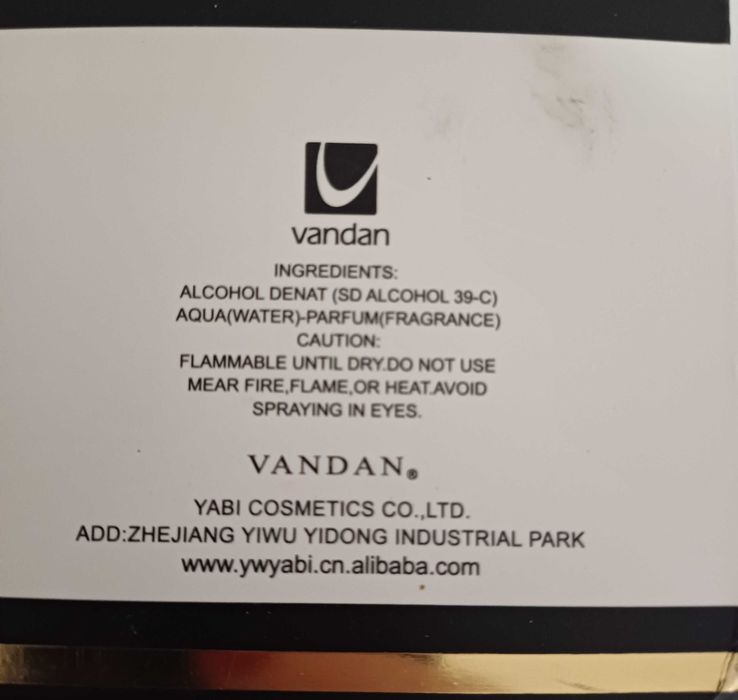 vandan
INGREDIENTS:
ALCOHOL DENAT (SD ALCOHOL 39-C)
AQUA(WATER)-PARFUM(FRAGRANCE)
CAUTION:
FLAMMABLE UNTIL DRY.DO NOT USE
MEAR FIRE,FLAME,OR HEAT.AVOID
SPRAYING IN EYES.
VANDAN®
YABI COSMETICS CO.,LTD.
ADD:ZHEJIANG YIWU YIDONG INDUSTRIAL PARK
www.ywyabi.cn.alibaba.com